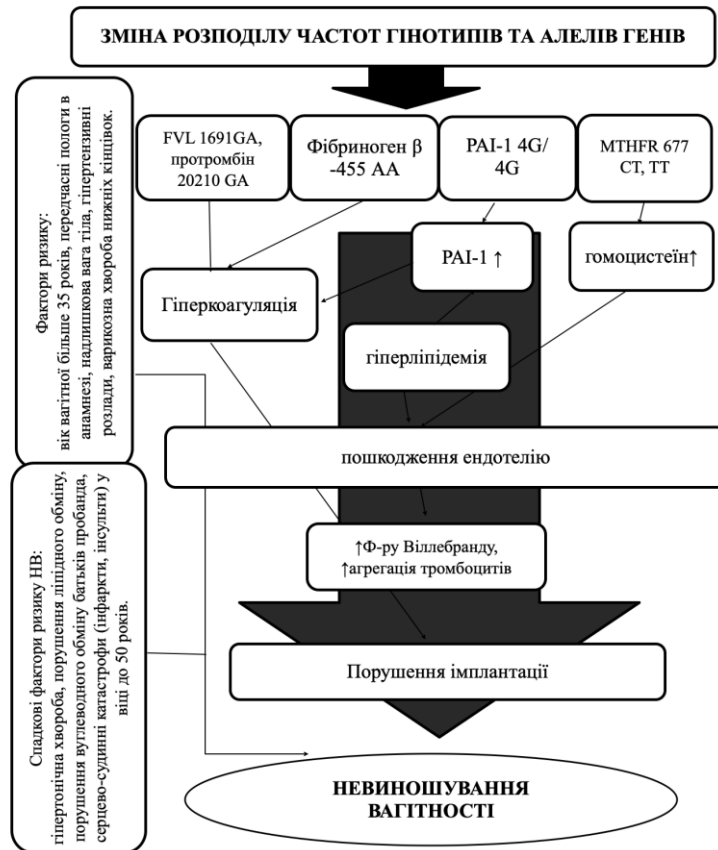 ЗМІНА РОЗПОДІЛУ ЧАСТОТ ГІНОТИПІВ ТА АЛЕЛІВ ГЕНІВ
Фактори ризику:
вік вагітної більше 35 років, передчасні пологи в
анамнезі, надлишкова вага тіла, гіпертензивні
розлади, варикозна хвороба нижніх кінцівок.
FVL 1691GA,
протромбін
20210 GA
Фібриноген β
-455 АА
PAI-1 4G/
4G
MTHFR 677
CT, TT
PAI-1 ↑
гомоцистеїн↑
Гіперкоагуляція
гіперліпідемія
пошкодження ендотелію
Спадкові фактори ризику НВ:
гіпертонічна хвороба, порушення ліпідного обміну,
порушення вуглеводного обміну батьків пробанда,
серцево-судинні катастрофи (інфаркти, інсульти) у
віці до 50 років.
↑Ф-ру Віллебранду,
↑агрегація тромбоцитів
Порушення імплантації
НЕВИНОШУВАННЯ
ВАГІТНОСТІ